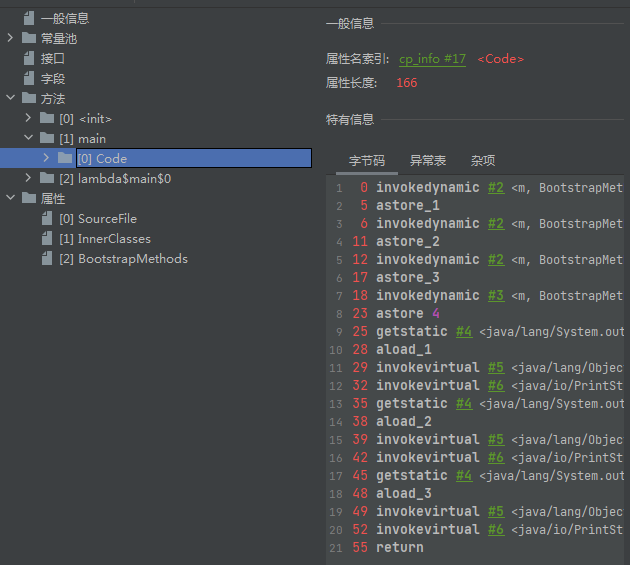 一般信息
常量池
接口
字段
方法
[0] <init>
[1] main
[0] Code
[2] lambda$main$0
属性
[0] SourceFile
[1] InnerClasses
[2] BootstrapMethods
一般信息
属性名索引: cp_info #17 <Code>
属性长度: 166
特有信息
字节码 异常表 杂项
1 0 invokedynamic #2 <m, BootstrapMet
2 5 astore_1
3 6 invokedynamic #2 <m, BootstrapMet
4 11 astore_2
5 12 invokedynamic #2 <m, BootstrapMet
6 17 astore_3
7 18 invokedynamic #3 <m, BootstrapMet
8 23 astore 4
9 25 getstatic #4 <java/lang/System.out
10 28 aload_1
11 29 invokevirtual #5 <java/lang/Objec
12 32 invokevirtual #6 <java/io/PrintSt
13 35 getstatic #4 <java/lang/System.out
14 38 aload_2
15 39 invokevirtual #5 <java/lang/Objec
16 42 invokevirtual #6 <java/io/PrintSt
17 45 getstatic #4 <java/lang/System.out
18 48 aload_3
19 49 invokevirtual #5 <java/lang/Objec
20 52 invokevirtual #6 <java/io/PrintSt
21 55 return